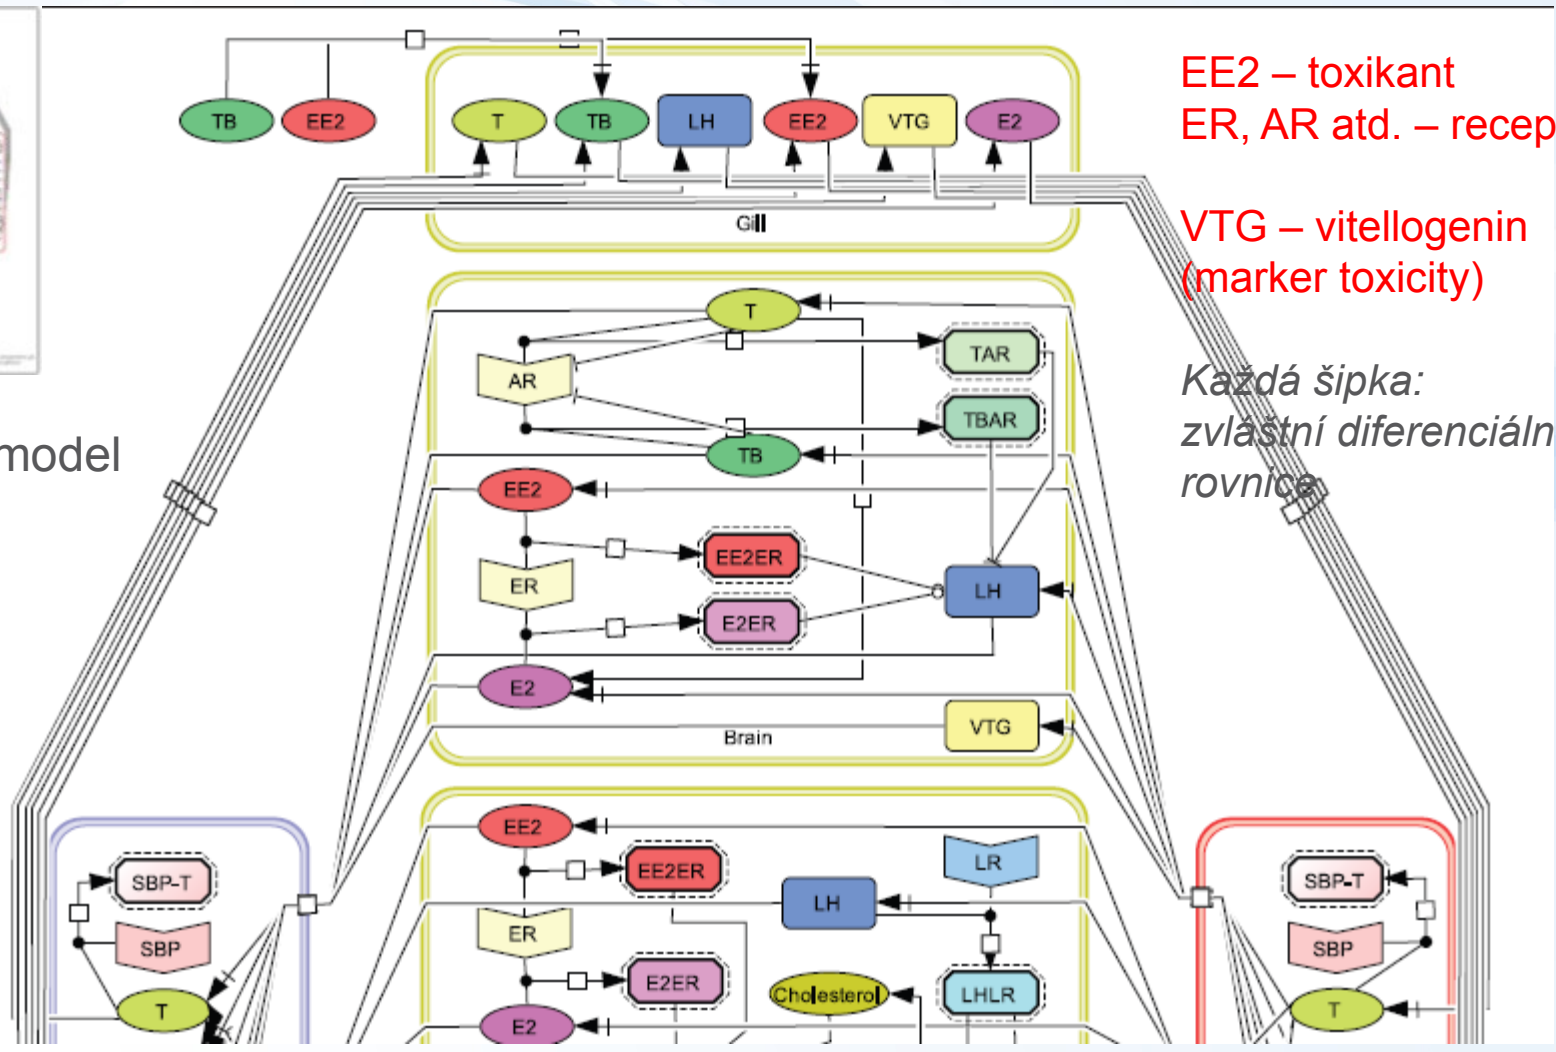 EE2 – toxikant
ER, AR atd. – recep
VTG – vitellogenin
(marker toxicity)
Každá šipka:
zvláštní diferenciáln
rovnice
model
TB
EE2
T
TB
LH
EE2
VTG
E2
Gill
T
TAR
AR
TBAR
TB
EE2
EE2ER
ER
LH
E2ER
E2
VTG
Brain
EE2
LR
EE2ER
SBP-T
SBP-T
LH
ER
SBP
SBP
E2ER
Cholesterol
LHLR
T
T
E2